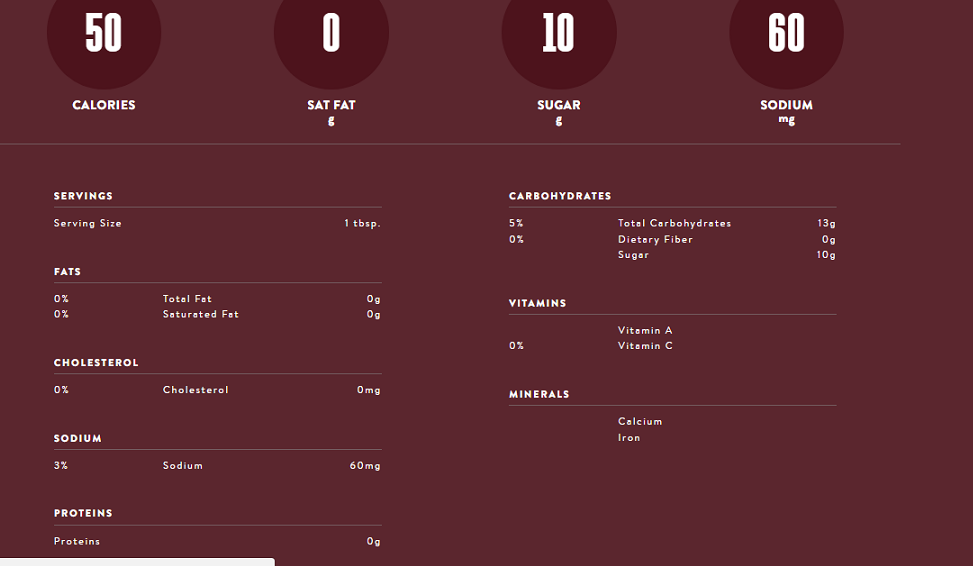 50 0 10 60
CALORIES SAT FAT SUGAR SODIUM
g g mg
SERVINGS
Serving Size 1 tbsp.
FATS
0% Total Fat 0g
0% Saturated Fat 0g
CHOLESTEROL
0% Cholesterol 0mg
SODIUM
3% Sodium 60mg
PROTEINS
Proteins 0g
CARBOHYDRATES
5% Total Carbohydrates 13g
0% Dietary Fiber 0g
Sugar 10g
VITAMINS
Vitamin A
0% Vitamin C
MINERALS
Calcium
Iron